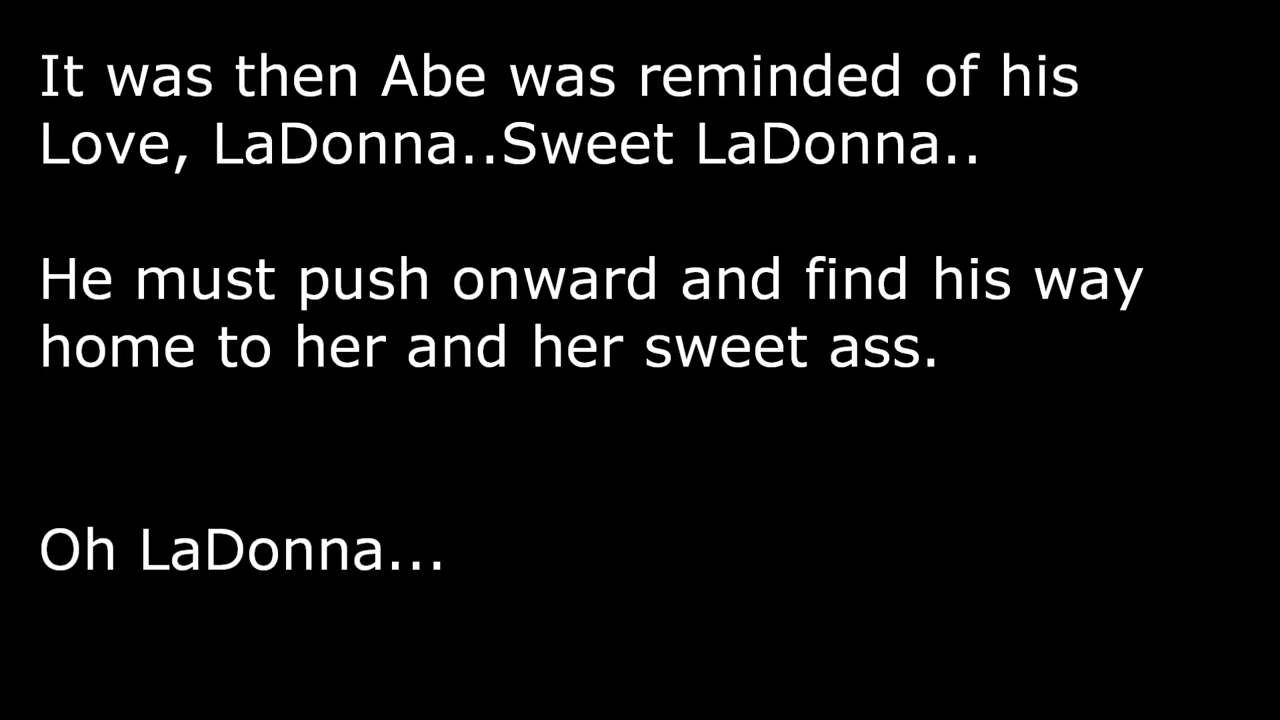 It was then Abe was reminded of his
Love, LaDonna..Sweet LaDonna..
He must push onward and find his way
home to her and her sweet ass.
Oh LaDonna...